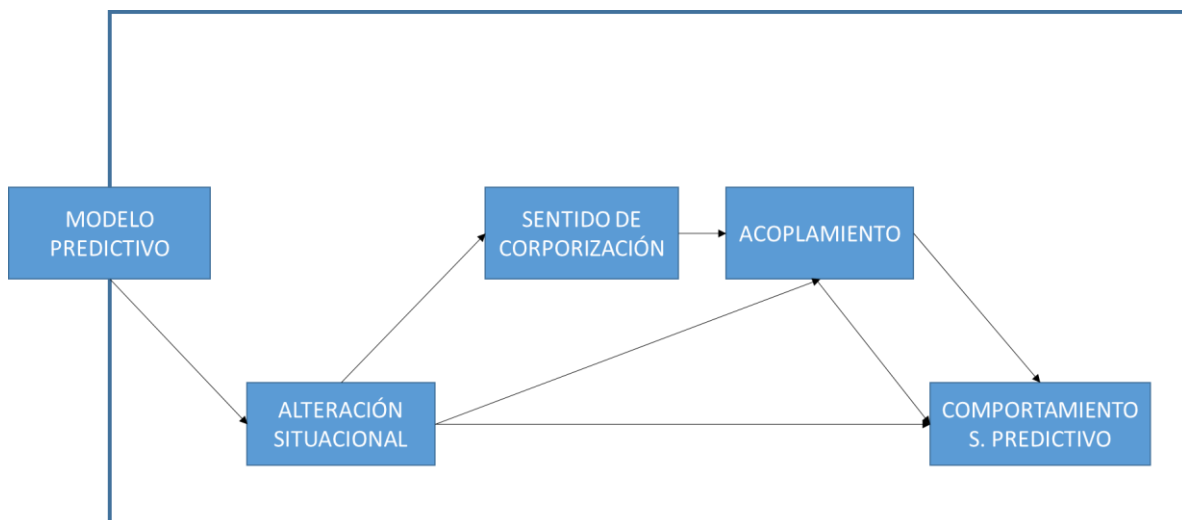 MODELO
PREDICTIVO
SENTIDO DE
CORPORIZACIÓN
ACOPLAMIENTO
ALTERACIÓN
SITUACIONAL
COMPORTAMIENTO
S. PREDICTIVO